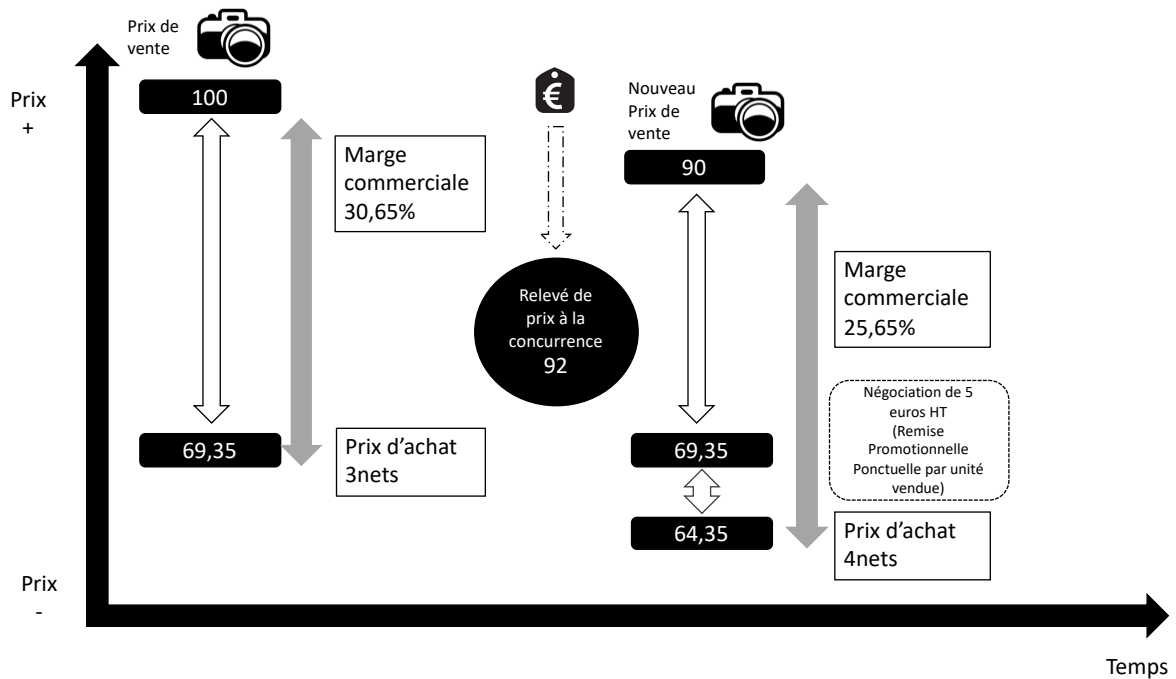 Prix de
vente
100
Prix
+
Marge
commerciale
30,65%
69,35
Prix d’achat
3nets
€
Relevé de
prix à la
concurrence
92
Nouveau
Prix de
vente
90
Marge
commerciale
25,65%
Négociation de 5
euros HT
(Remise
Promotionnelle
Ponctuelle par unité
vendue)
69,35
64,35
Prix d’achat
4nets
Prix
-
Temps